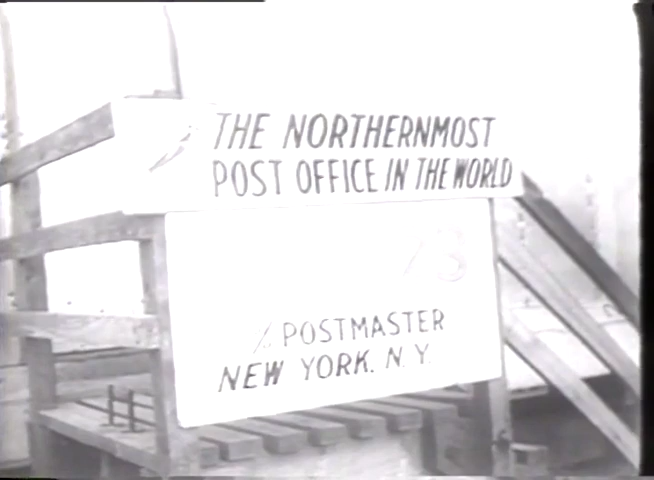 THE NORTHERNMOST
POST OFFICE IN THE WORLD
% POSTMASTER
NEW YORK. N. Y.